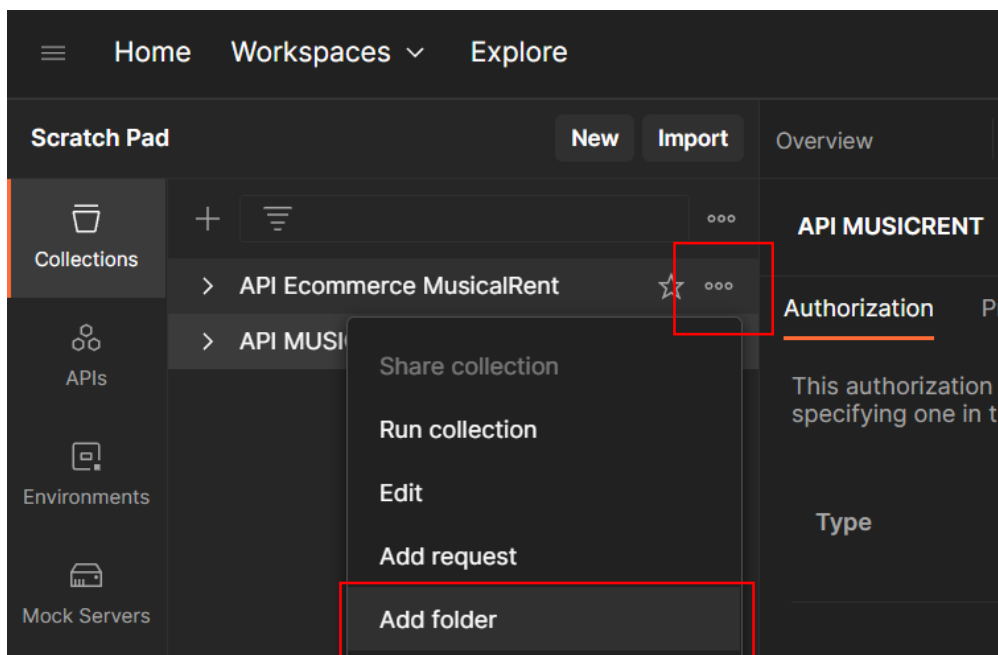 Home Workspaces Explore
Scratch Pad New Import Overview
Collections
API MUSICRENT
API Ecommerce MusicalRent
API MUSI
Authorization P
APIs
Share collection
This authorization
specifying one in t
Run collection
Environments
Edit
Type
Add request
Mock Servers
Add folder